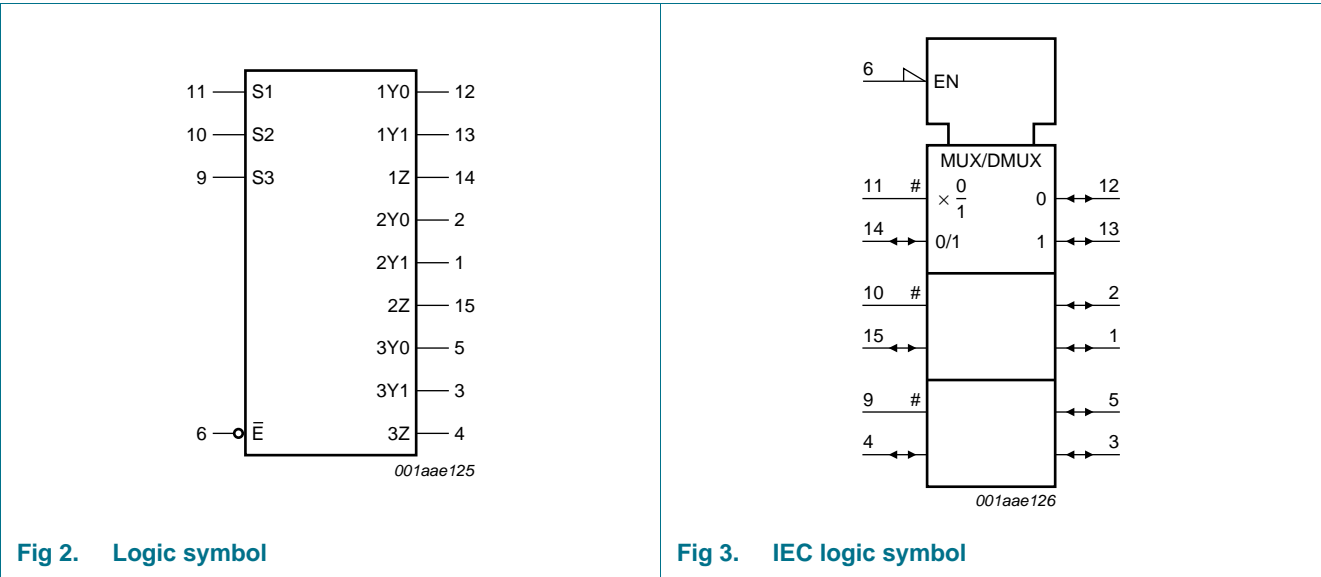 11 S1 1Y0 12
10 S2 1Y1 13
9 S3 1Z 14
2Y0 2
2Y1 1
2Z 15
3Y0 5
3Y1 3
6 E̅ 3Z 4
001aae125
Fig 2. Logic symbol
6 EN
MUX/DMUX
11 # × 0/1 0 12
14 0/1 1 13
10 # 2
15 1
9 # 5
4 3
001aae126
Fig 3. IEC logic symbol